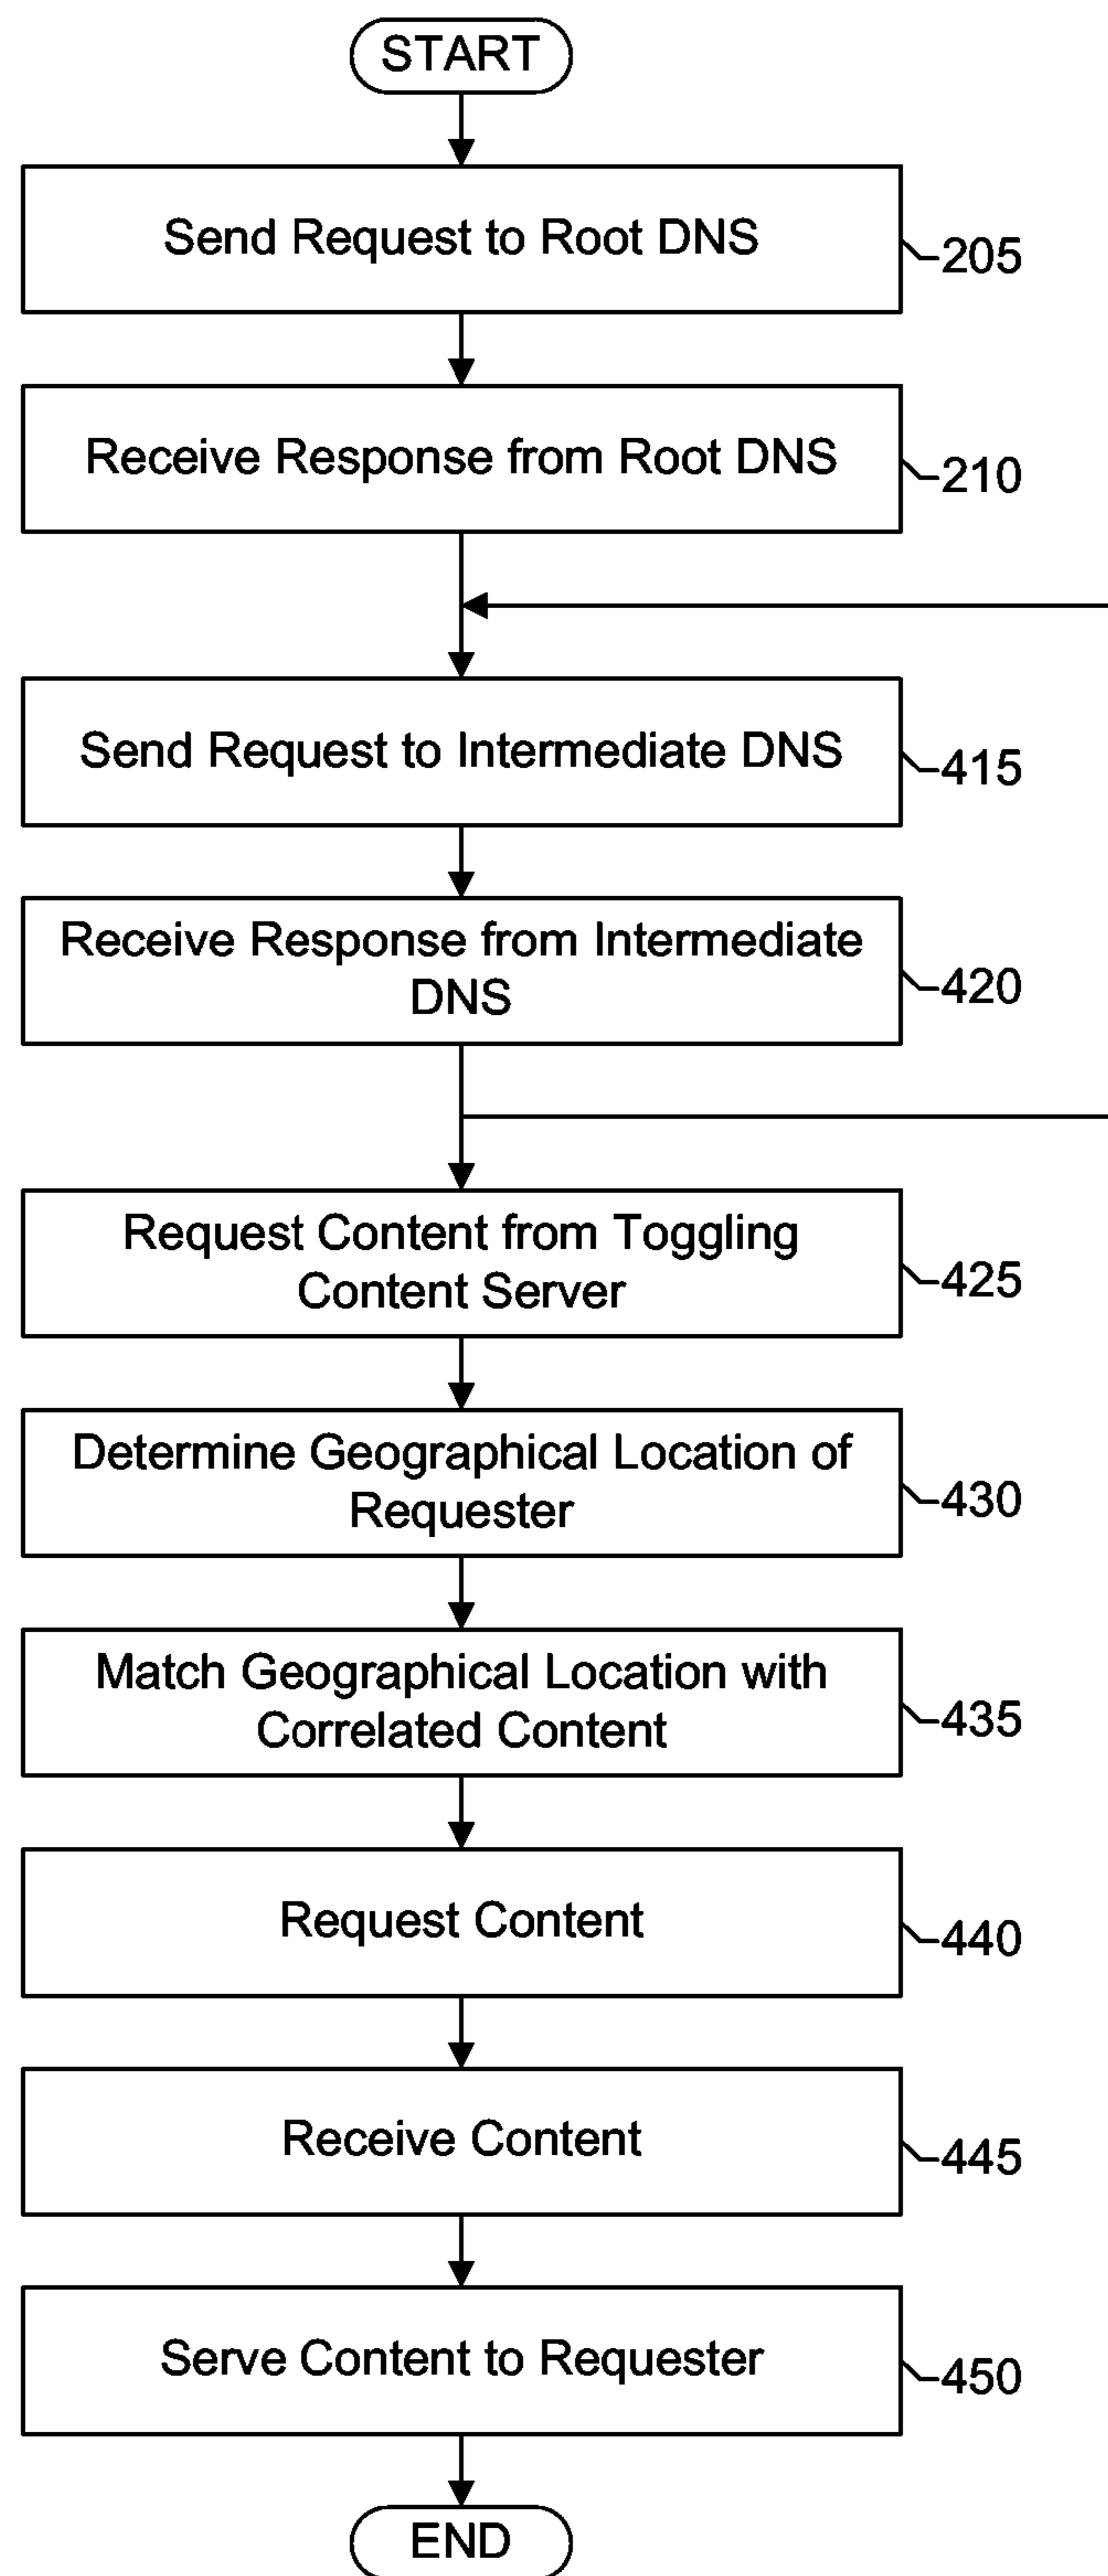 START
Send Request to Root DNS
205
Receive Response from Root DNS
210
Send Request to Intermediate DNS
415
Receive Response from Intermediate
DNS
420
Request Content from Toggling
Content Server
425
Determine Geographical Location of
Requester
430
Match Geographical Location with
Correlated Content
435
Request Content
440
Receive Content
445
Serve Content to Requester
450
END